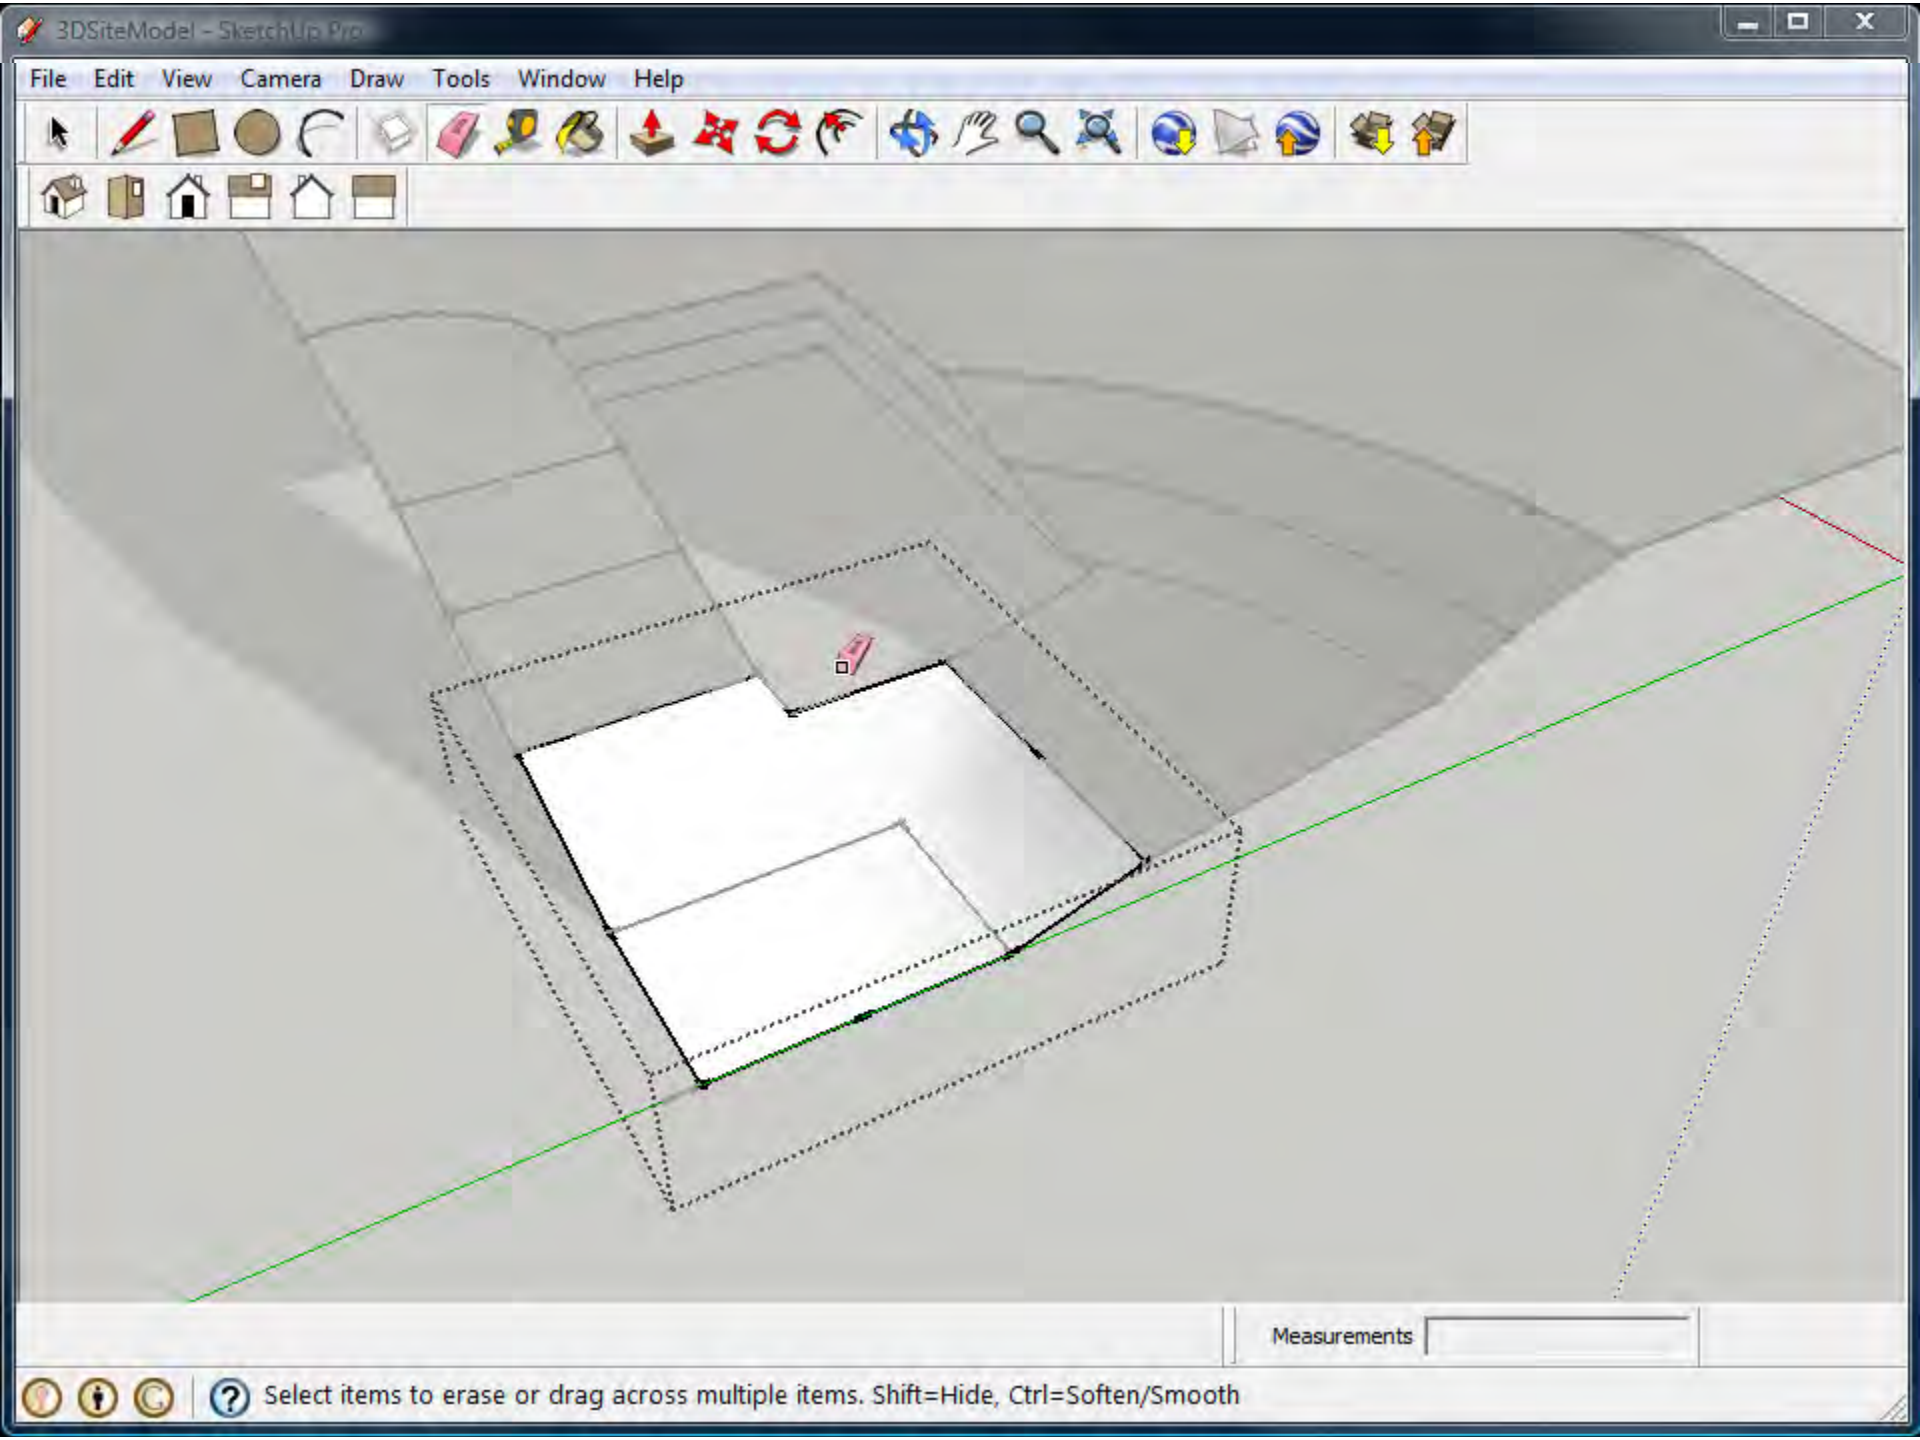 3DSiteModel - SketchUp Pro
File Edit View Camera Draw Tools Window Help
Measurements
Select items to erase or drag across multiple items. Shift=Hide, Ctrl=Soften/Smooth